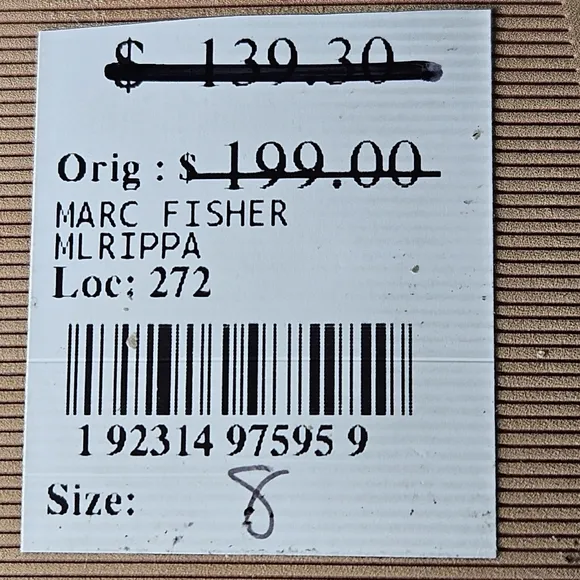 $ 139.30
Orig : $ 199.00
MARC FISHER
MLRIPPA
Loc: 272
1 92314 97595 9
Size: 8